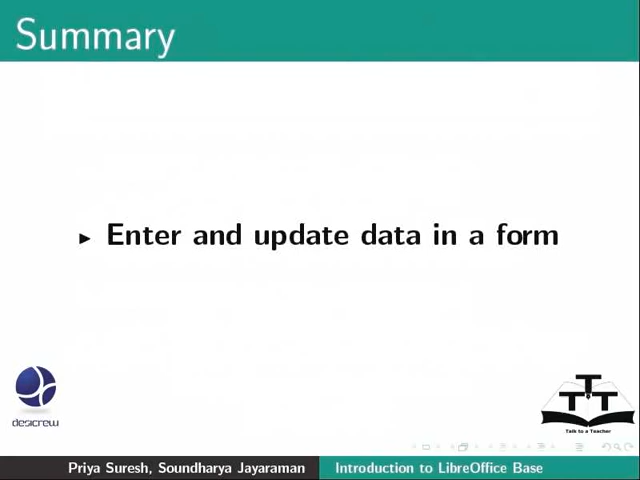 Summary
Enter and update data in a form
desicrew
TTT
Talk to a Teacher
Priya Suresh, Soundharya Jayaraman
Introduction to LibreOffice Base